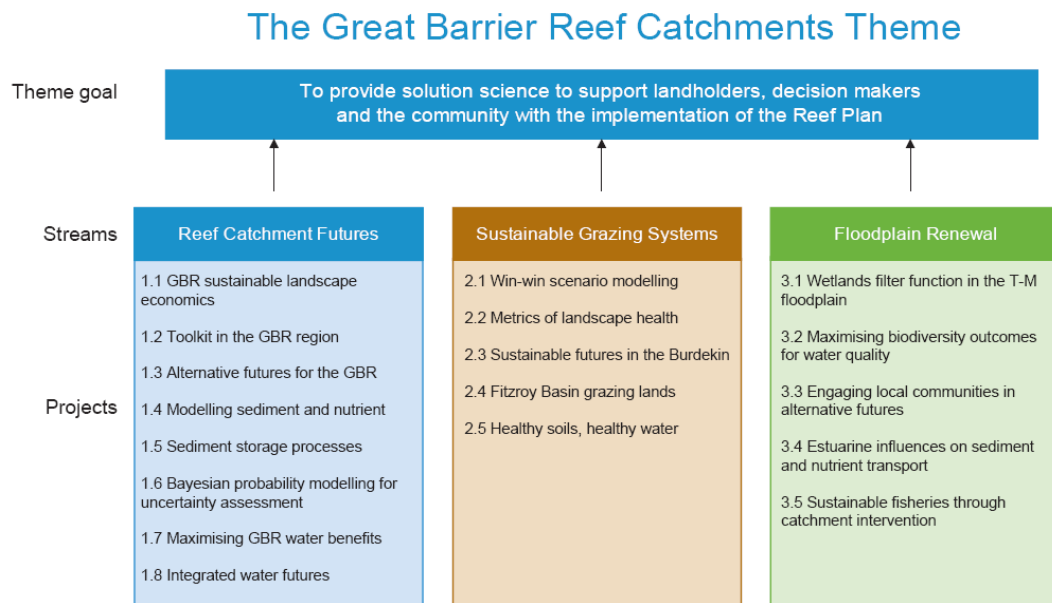 The Great Barrier Reef Catchments Theme
Theme goal
To provide solution science to support landholders, decision makers
and the community with the implementation of the Reef Plan
Streams
Reef Catchment Futures
Sustainable Grazing Systems
Floodplain Renewal
Projects
1.1 GBR sustainable landscape
economics
1.2 Toolkit in the GBR region
1.3 Alternative futures for the GBR
1.4 Modelling sediment and nutrient
1.5 Sediment storage processes
1.6 Bayesian probability modelling for
uncertainty assessment
1.7 Maximising GBR water benefits
1.8 Integrated water futures
2.1 Win-win scenario modelling
2.2 Metrics of landscape health
2.3 Sustainable futures in the Burdekin
2.4 Fitzroy Basin grazing lands
2.5 Healthy soils, healthy water
3.1 Wetlands filter function in the T-M
floodplain
3.2 Maximising biodiversity outcomes
for water quality
3.3 Engaging local communities in
alternative futures
3.4 Estuarine influences on sediment
and nutrient transport
3.5 Sustainable fisheries through
catchment intervention